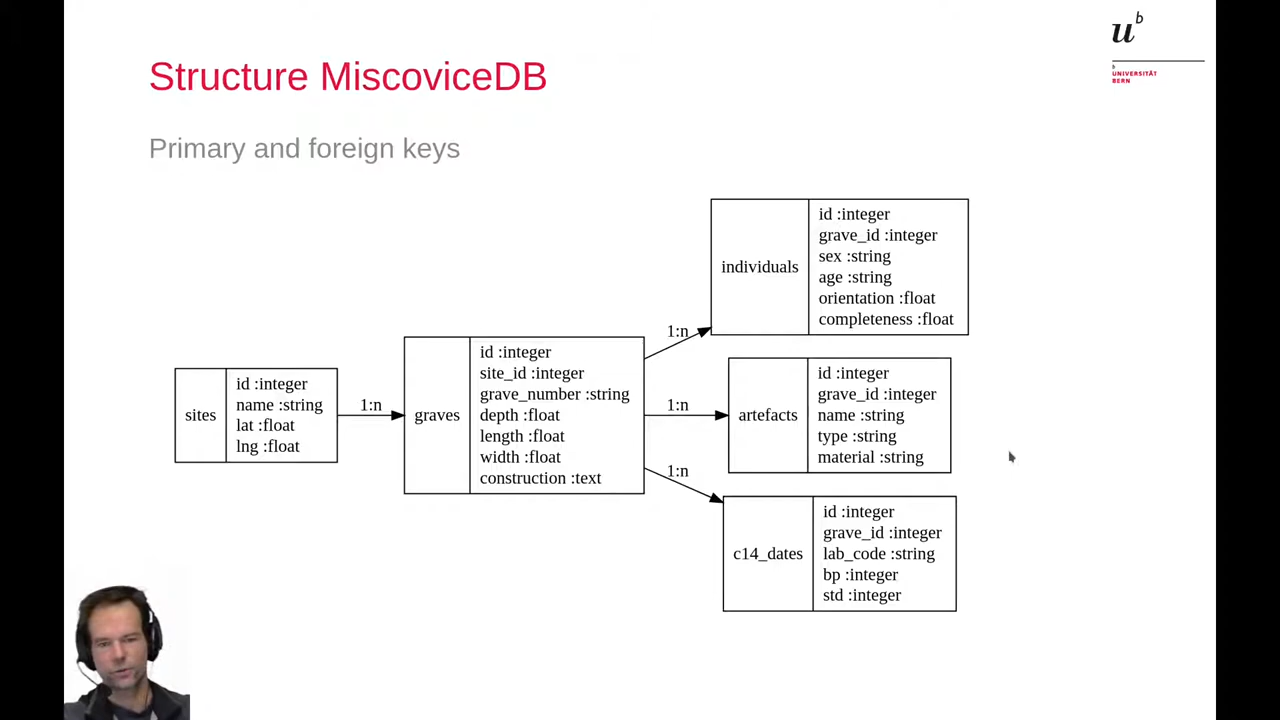 Structure MiscoviceDB
u^b
b
UNIVERSITÄT
BERN
Primary and foreign keys
sites
id :integer
name :string
lat :float
lng :float
1:n
graves
id :integer
site_id :integer
grave_number :string
depth :float
length :float
width :float
construction :text
1:n
individuals
id :integer
grave_id :integer
sex :string
age :string
orientation :float
completeness :float
1:n
artefacts
id :integer
grave_id :integer
name :string
type :string
material :string
1:n
c14_dates
id :integer
grave_id :integer
lab_code :string
bp :integer
std :integer